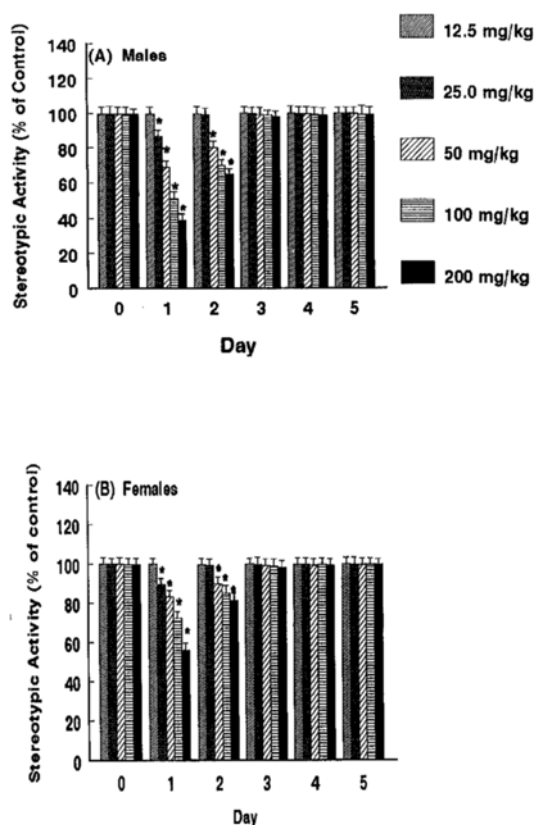 Stereotypic Activity (% of Control)
140
120
100
80
60
40
20
0
(A) Males
* * * *
* * *
0 1 2 3 4 5
Day
12.5 mg/kg
25.0 mg/kg
50 mg/kg
100 mg/kg
200 mg/kg
Stereotypic Activity (% of control)
140
120
100
80
60
40
20
0
(B) Females
* * * *
* * *
0 1 2 3 4 5
Day